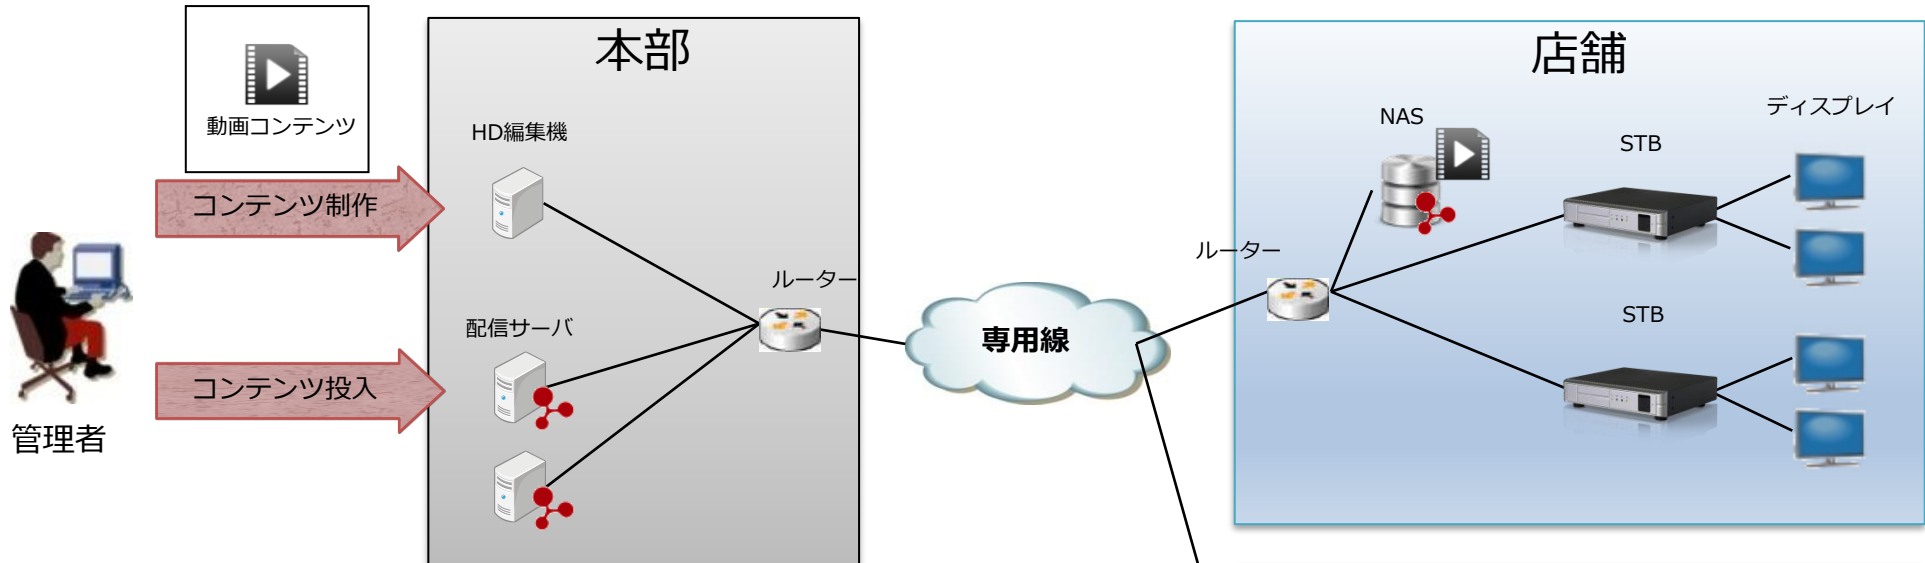 動画コンテンツ
コンテンツ制作
コンテンツ投入
管理者
本部
HD編集機
配信サーバ
ルーター
専用線
店舗
ルーター
NAS
STB
STB
ディスプレイ